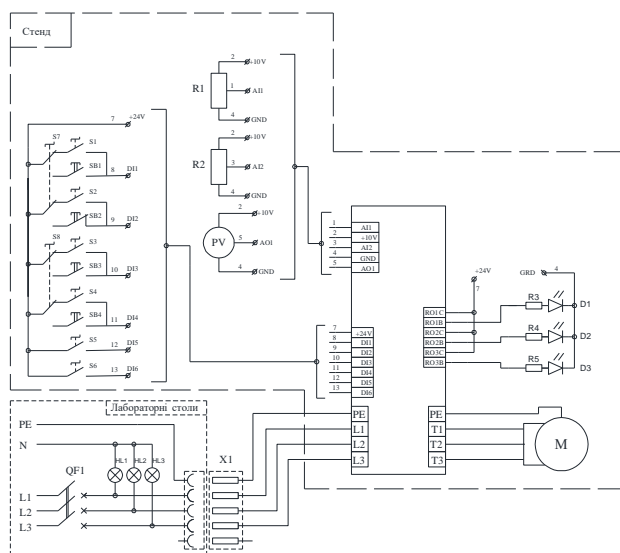 Стенд
2 +10V
R1
1 AI1
4 GND
2 +10V
R2
3 AI2
4 GND
2 +10V
PV
5 AO1
4 GND
7 +24V
S7
S1
SB1
8 DI1
S2
SB2
9 DI2
S8
S3
SB3
10 DI3
S4
SB4
11 DI4
S5
12 DI5
S6
13 DI6
1 AI1
2 +10V
3 AI2
4 GND
5 AO1
7 +24V
8 DI1
9 DI2
10 DI3
11 DI4
12 DI5
13 DI6
+24V
7
GRD 4
RO1C
RO1B
RO2C
RO2B
RO3C
RO3B
R3 D1
R4 D2
R5 D3
PE PE
L1 T1
L2 T2
L3 T3
M
Лабораторні столи
PE
N
HL1 HL2 HL3
X1
QF1
L1
L2
L3